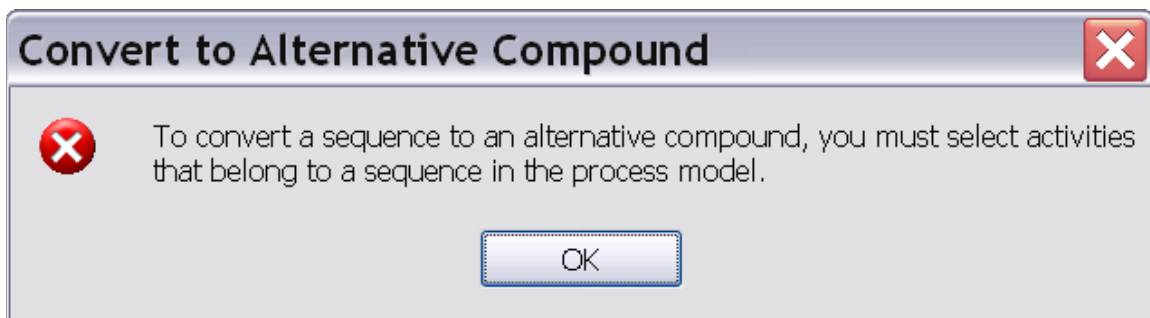 Convert to Alternative Compound
To convert a sequence to an alternative compound, you must select activities
that belong to a sequence in the process model.
OK